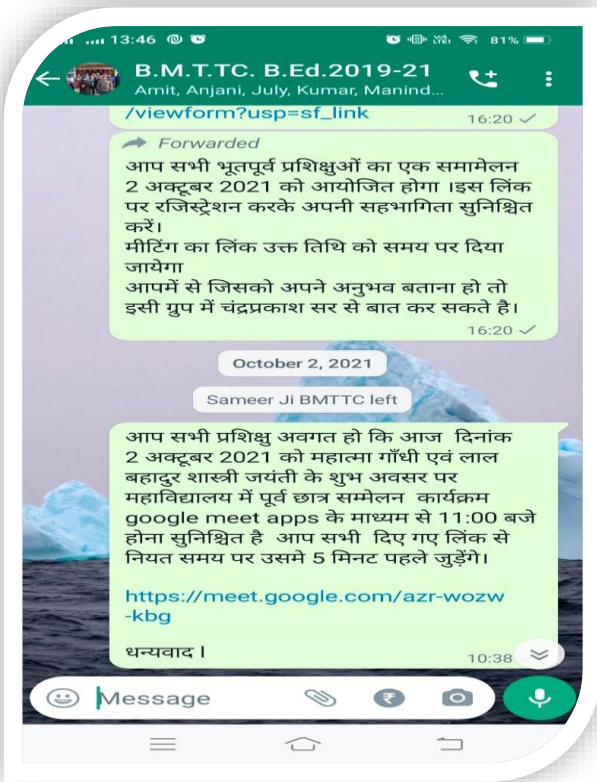 13:46 81%
B.M.T.TC. B.Ed.2019-21
Amit, Anjani, July, Kumar, Manind...
/viewform?usp=sf_link
16:20
Forwarded
आप सभी भूतपूर्व प्रशिक्षुओं का एक समामेलन
2 अक्टूबर 2021 को आयोजित होगा ।इस लिंक
पर रजिस्ट्रेशन करके अपनी सहभागिता सुनिश्चित
करें।
मीटिंग का लिंक उक्त तिथि को समय पर दिया
जायेगा
आपमें से जिसको अपने अनुभव बताना हो तो
इसी ग्रुप में चंद्रप्रकाश सर से बात कर सकते है।
16:20
October 2, 2021
Sameer Ji BMTTC left
आप सभी प्रशिक्षु अवगत हो कि आज दिनांक
2 अक्टूबर 2021 को महात्मा गाँधी एवं लाल
बहादुर शास्त्री जयंती के शुभ अवसर पर
महाविद्यालय में पूर्व छात्र सम्मेलन कार्यक्रम
google meet apps के माध्यम से 11:00 बजे
होना सुनिश्चित है आप सभी दिए गए लिंक से
नियत समय पर उसमे 5 मिनट पहले जुड़ेंगे।
https://meet.google.com/azr-wozw
-kbg
धन्यवाद l
10:38
Message